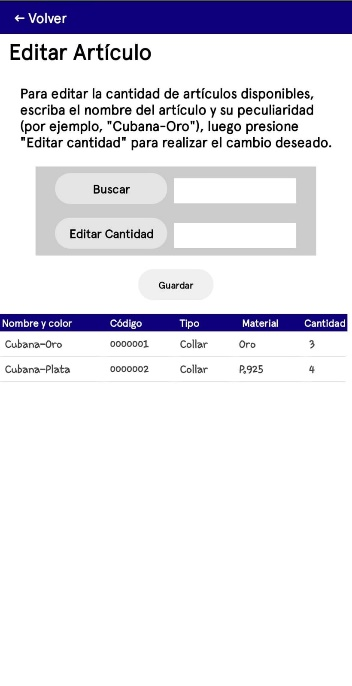 ← Volver
Editar Artículo
Para editar la cantidad de artículos disponibles,
escriba el nombre del artículo y su peculiaridad
(por ejemplo, "Cubana-Oro"), luego presione
"Editar cantidad" para realizar el cambio deseado.
Buscar
Editar Cantidad
Guardar
Nombre y color Código Tipo Material Cantidad
Cubana-Oro 0000001 Collar Oro 3
Cubana-Plata 0000002 Collar P,925 4